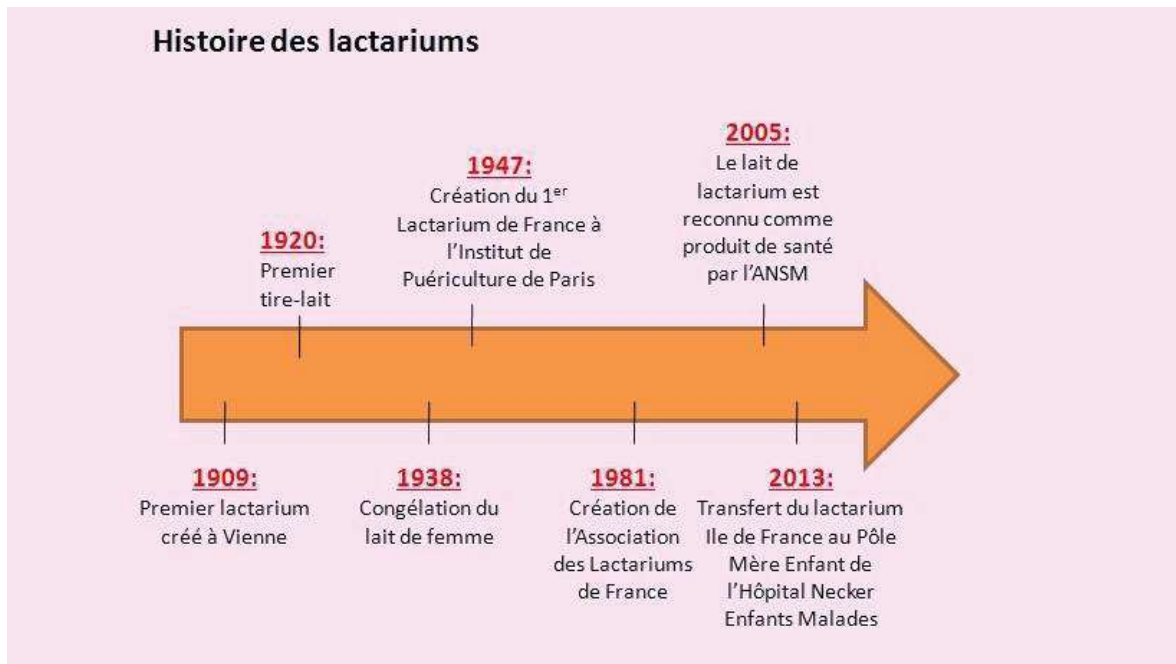 Histoire des lactariums
1909:
Premier lactarium
créé à Vienne
1920:
Premier
tire-lait
1938:
Congélation du
lait de femme
1947:
Création du 1er
Lactarium de France à
l’Institut de
Puériculture de Paris
1981:
Création de
l’Association
des Lactariums
de France
2005:
Le lait de
lactarium est
reconnu comme
produit de santé
par l’ANSM
2013:
Transfert du lactarium
Ile de France au Pôle
Mère Enfant de
l’Hôpital Necker
Enfants Malades